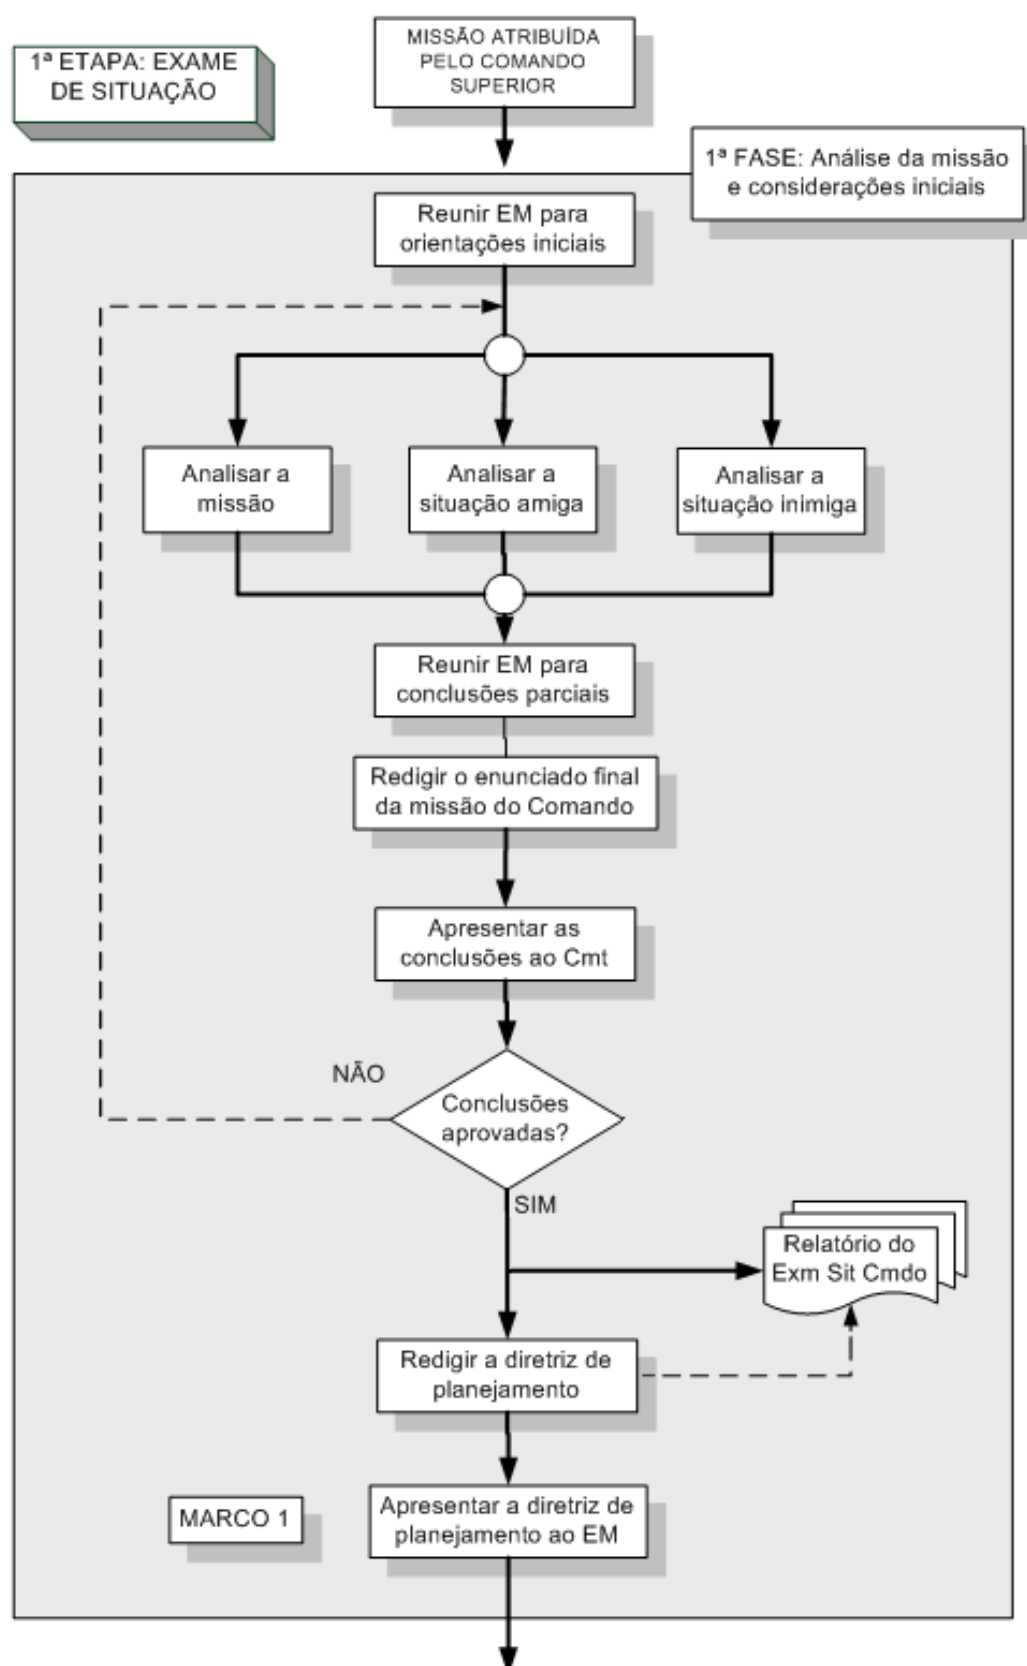 1ª ETAPA: EXAME
DE SITUAÇÃO
MISSÃO ATRIBUÍDA
PELO COMANDO
SUPERIOR
1ª FASE: Análise da missão
e considerações iniciais
Reunir EM para
orientações iniciais
Analisar a
missão
Analisar a
situação amiga
Analisar a
situação inimiga
Reunir EM para
conclusões parciais
Redigir o enunciado final
da missão do Comando
Apresentar as
conclusões ao Cmt
NÃO
Conclusões
aprovadas?
SIM
Relatório do
Exm Sit Cmdo
Redigir a diretriz de
planejamento
MARCO 1
Apresentar a diretriz de
planejamento ao EM